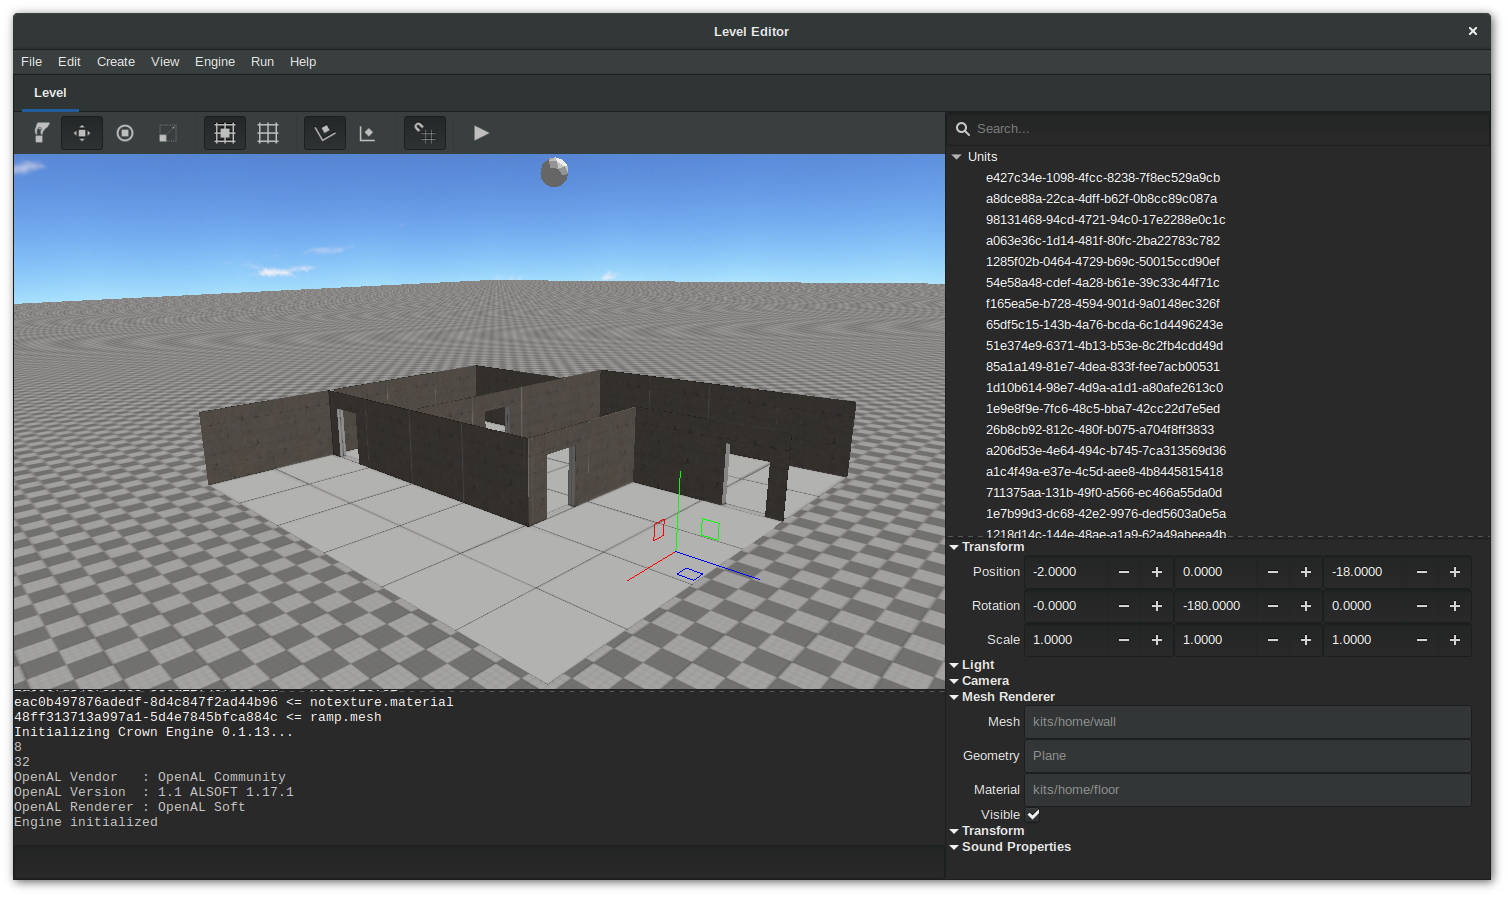 Level Editor
File Edit Create View Engine Run Help
Level
Search...
Units
e427c34e-1098-4fcc-8238-7f8ec529a9cb
a8dce88a-22ca-4dff-b62f-0b8cc89c087a
98131468-94cd-4721-94c0-17e2288e0c1c
a063e36c-1d14-481f-80fc-2ba22783c782
1285f02b-0464-4729-b69c-50015ccd90ef
54e58a48-cdef-4a28-b61e-39c33c44f71c
f165ea5e-b728-4594-901d-9a0148ec326f
65df5c15-143b-4a76-bcda-6c1d4496243e
51e374e9-6371-4b13-b53e-8c2fb4cdd49d
85a1a149-81e7-4dea-833f-fee7acb00531
1d10b614-98e7-4d9a-a1d1-a80afe2613c0
1e9e8f9e-7fc6-48c5-bba7-42cc22d7e5ed
26b8cb92-812c-480f-b075-a704f8ff3833
a206d53e-4e64-494c-b745-7ca313569d36
a1c4f49a-e37e-4c5d-aee8-4b8445815418
711375aa-131b-49f0-a566-ec466a55da0d
1e7b99d3-dc68-42e2-9976-ded5603a0e5a
1218d14c-144e-48ae-a1a9-62a49abeea4b
Transform
Position -2.0000 0.0000 -18.0000
Rotation -0.0000 -180.0000 0.0000
Scale 1.0000 1.0000 1.0000
Light
Camera
Mesh Renderer
Mesh kits/home/wall
Geometry Plane
Material kits/home/floor
Visible
Transform
Sound Properties
eac0b497876adedf-8d4c847f2ad44b96 <= notexture.material
48ff313713a997a1-5d4e7845bfca884c <= ramp.mesh
Initializing Crown Engine 0.1.13...
8
32
OpenAL Vendor : OpenAL Community
OpenAL Version : 1.1 ALSOFT 1.17.1
OpenAL Renderer : OpenAL Soft
Engine initialized